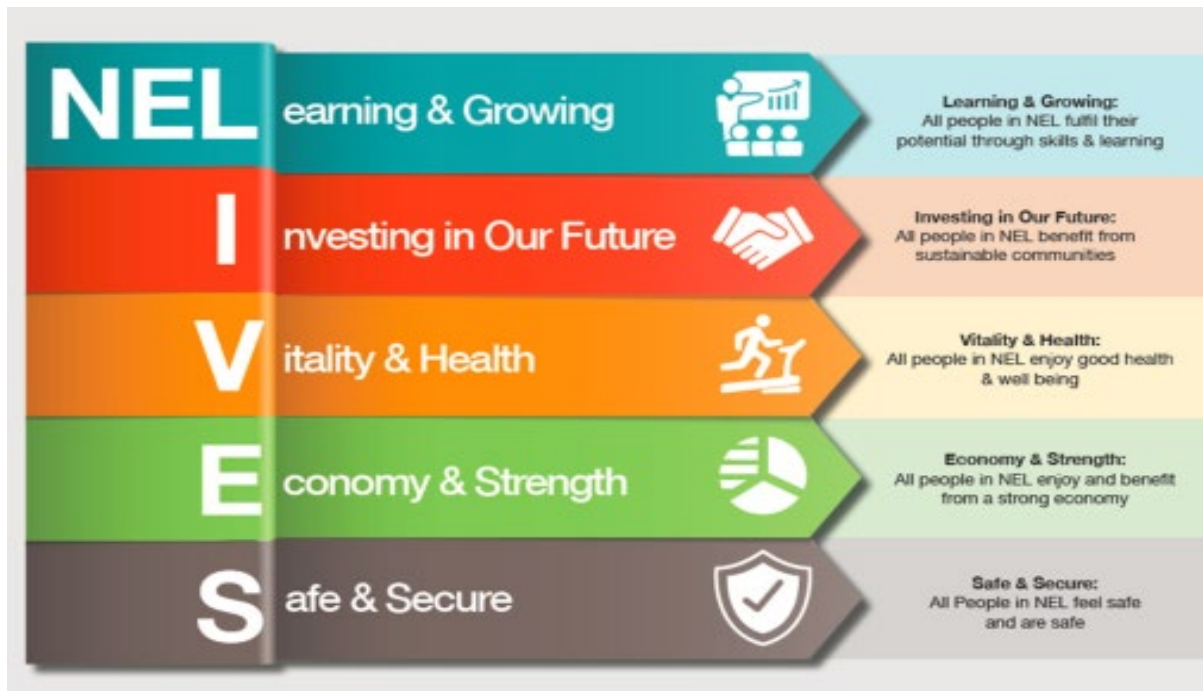 NEL earning & Growing
Learning & Growing:
All people in NEL fulfil their
potential through skills & learning
I nvesting in Our Future
Investing in Our Future:
All people in NEL benefit from
sustainable communities
V itality & Health
Vitality & Health:
All people in NEL enjoy good health
& well being
E conomy & Strength
Economy & Strength:
All people in NEL enjoy and benefit
from a strong economy
S afe & Secure
Safe & Secure:
All People in NEL feel safe
and are safe